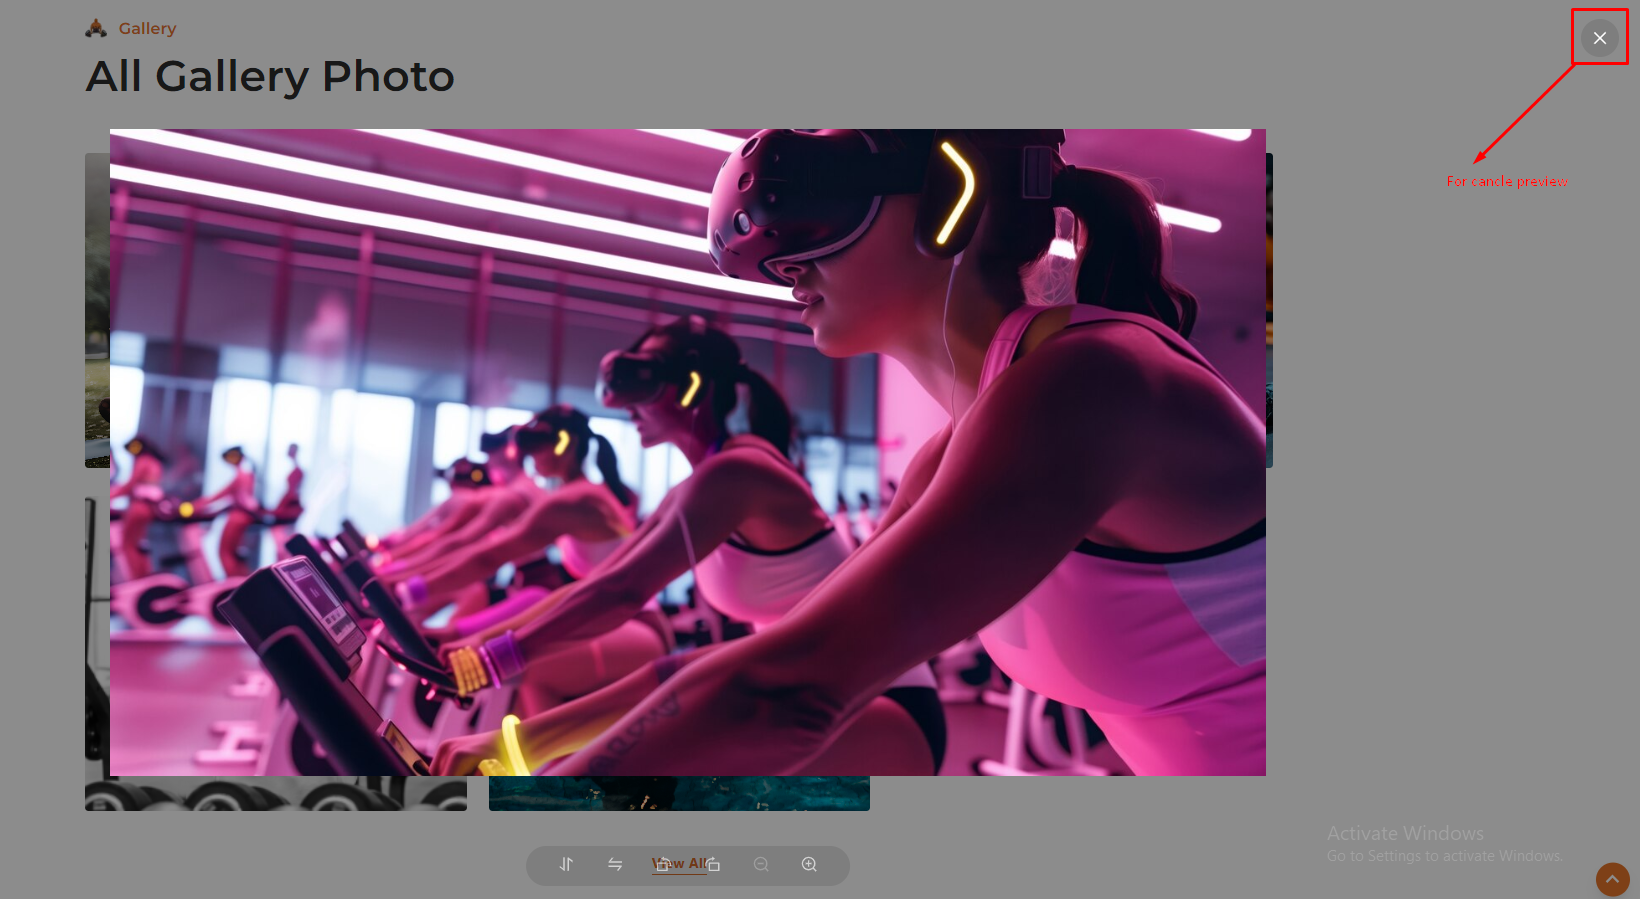 Gallery
All Gallery Photo
For cancle preview
View All
Activate Windows
Go to Settings to activate Windows.